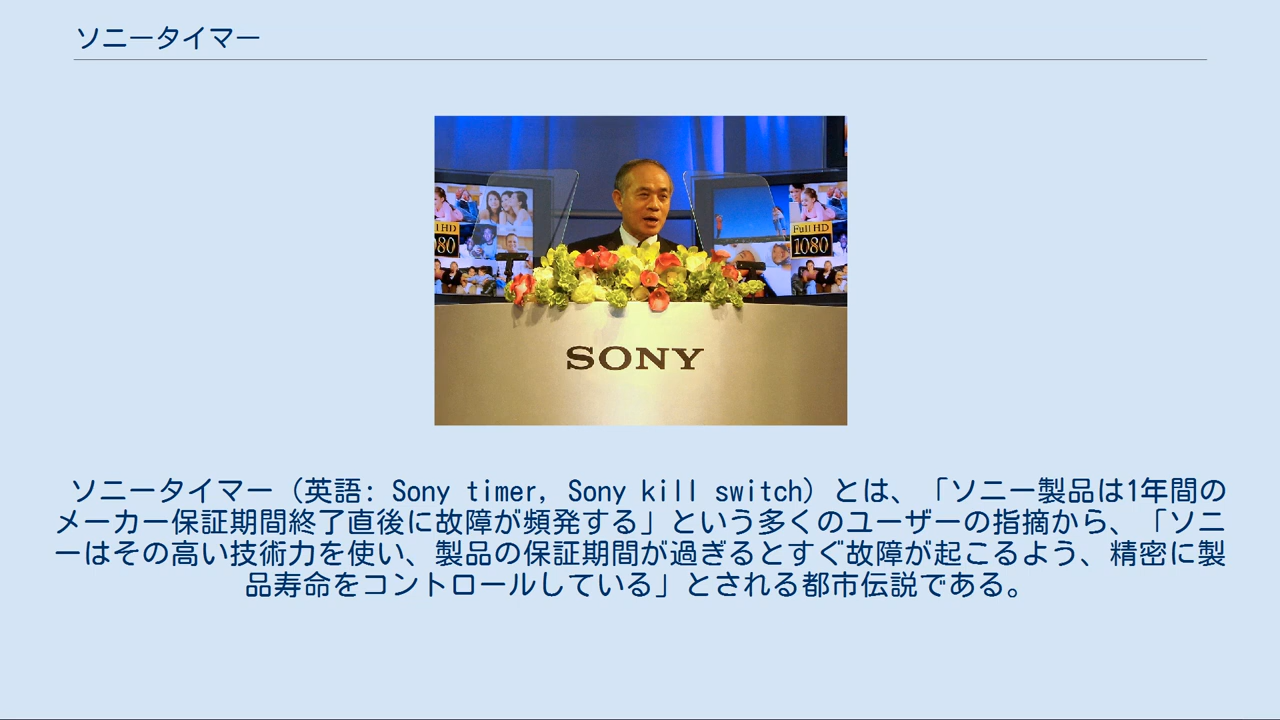 ソニータイマー
Full HD
1080
SONY
ソニータイマー（英語: Sony timer, Sony kill switch）とは、「ソニー製品は1年間の
メーカー保証期間終了直後に故障が頻発する」という多くのユーザーの指摘から、「ソニ
ーはその高い技術力を使い、製品の保証期間が過ぎるとすぐ故障が起こるよう、精密に製
品寿命をコントロールしている」とされる都市伝説である。